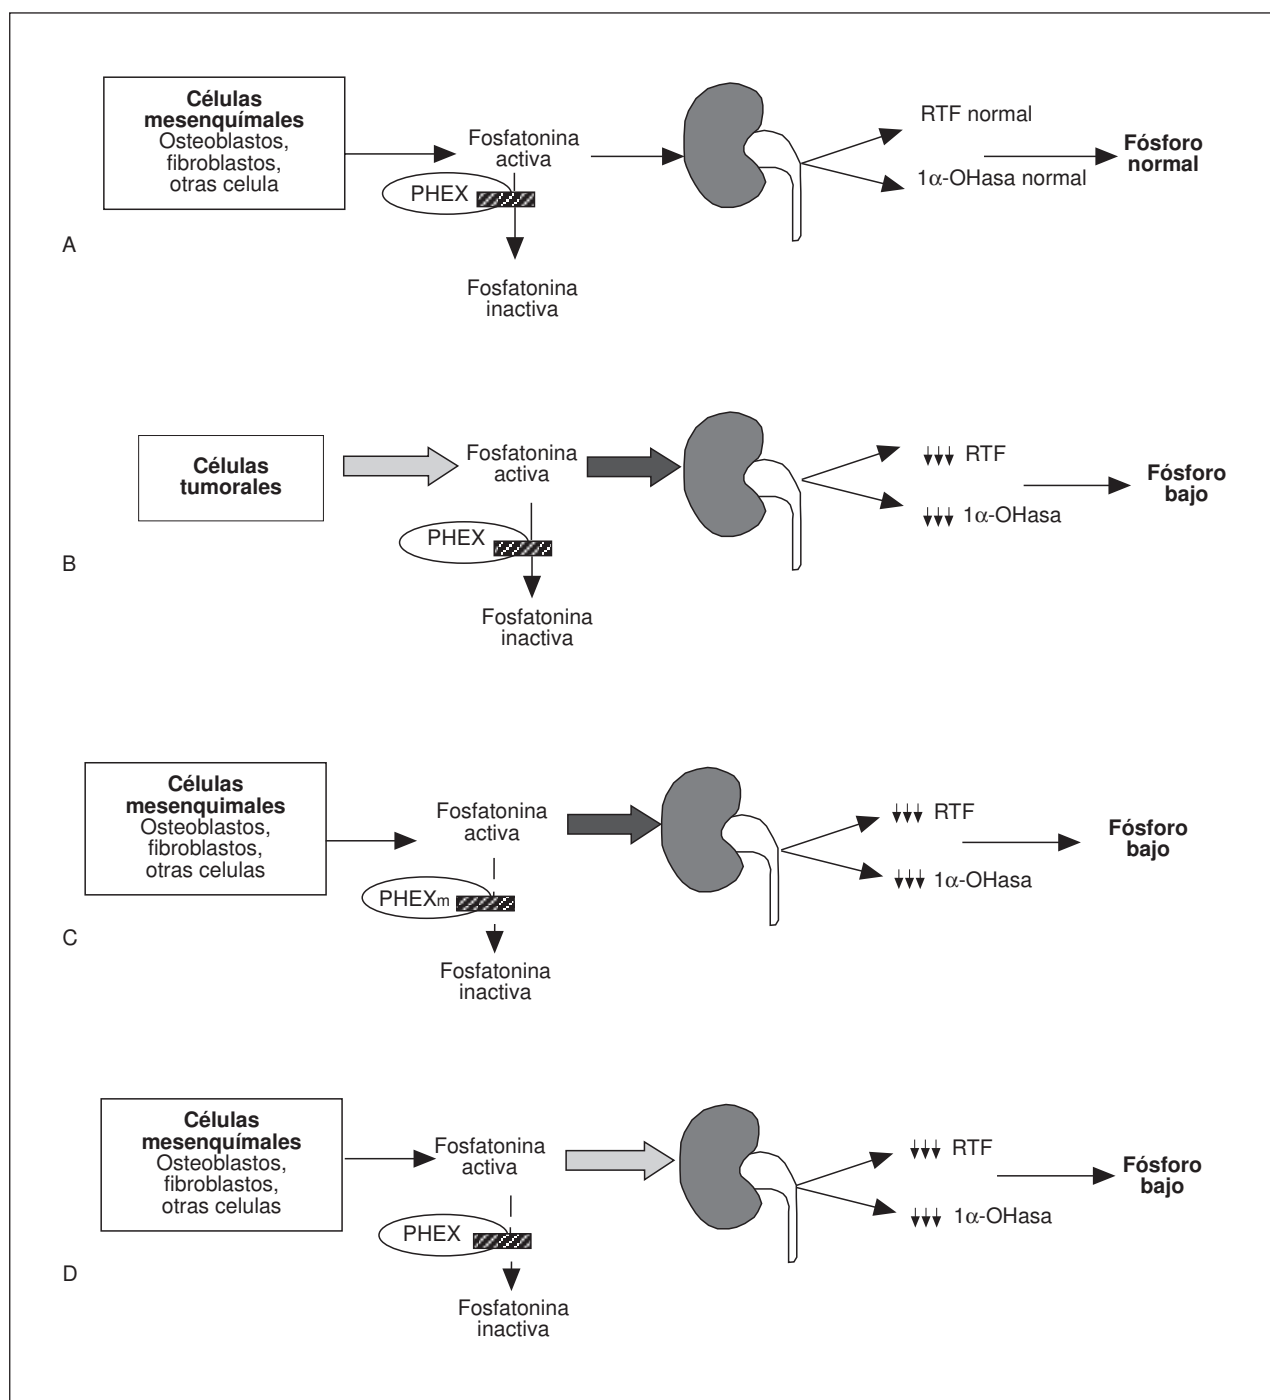 Células
mesenquímales
Osteoblastos,
fibroblastos,
otras celula
Fosfatonina
activa
PHEX
Fosfatonina
inactiva
RTF normal
1α-OHasa normal
Fósforo
normal
A
Células
tumorales
Fosfatonina
activa
PHEX
Fosfatonina
inactiva
RTF
1α-OHasa
Fósforo
bajo
B
Células
mesenquimales
Osteoblastos,
fibroblastos,
otras celulas
Fosfatonina
activa
PHEXm
Fosfatonina
inactiva
RTF
1α-OHasa
Fósforo
bajo
C
Células
mesenquímales
Osteoblastos,
fibroblastos,
otras celulas
Fosfatonina
activa
PHEX
Fosfatonina
inactiva
RTF
1α-OHasa
Fósforo
bajo
D